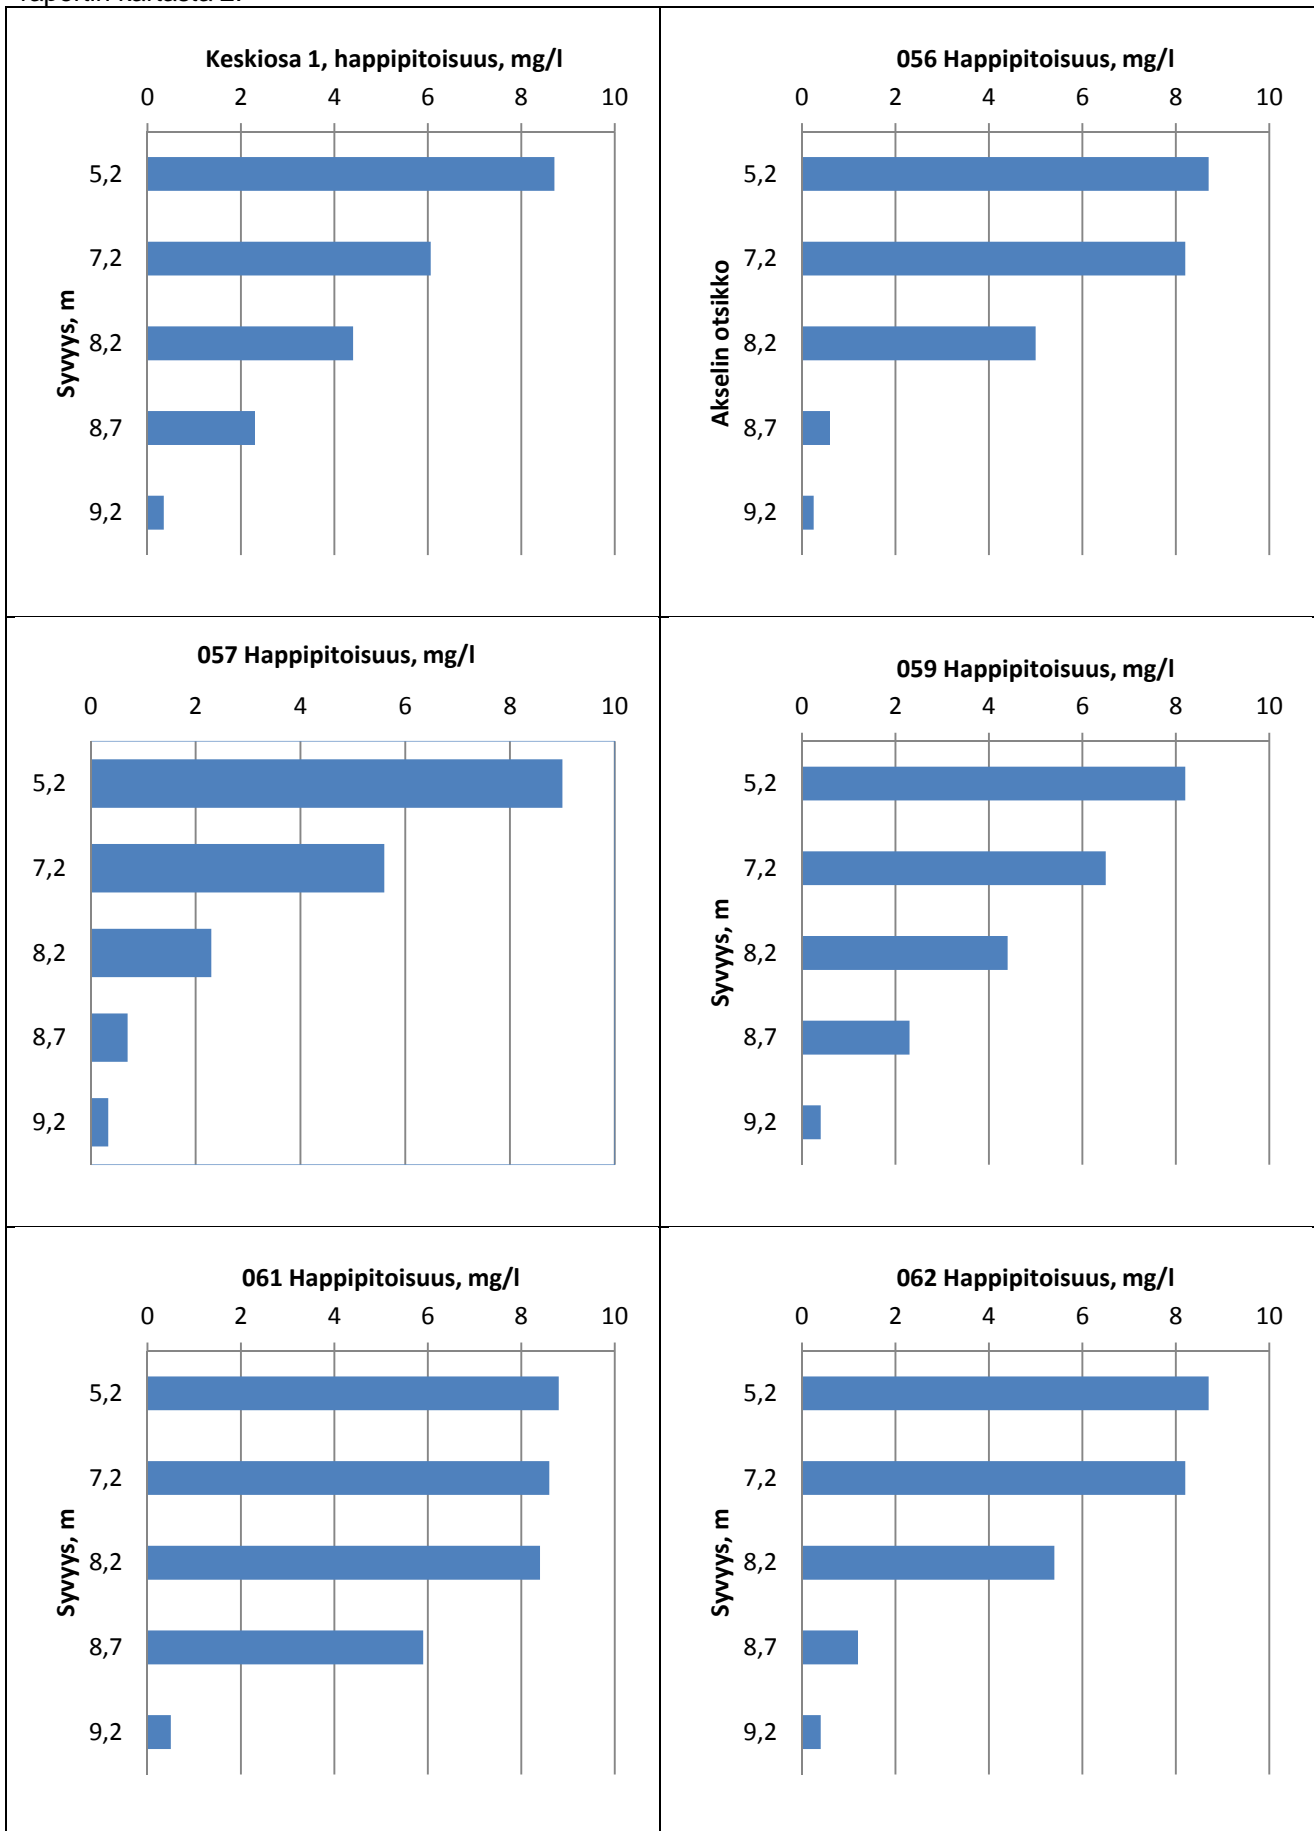 raportin kartasta 2.
Keskiosa 1, happipitoisuus, mg/l
0 2 4 6 8 10
Syvyys, m
5,2
7,2
8,2
8,7
9,2
056 Happipitoisuus, mg/l
0 2 4 6 8 10
Akselin otsikko
5,2
7,2
8,2
8,7
9,2
057 Happipitoisuus, mg/l
0 2 4 6 8 10
5,2
7,2
8,2
8,7
9,2
059 Happipitoisuus, mg/l
0 2 4 6 8 10
Syvyys, m
5,2
7,2
8,2
8,7
9,2
061 Happipitoisuus, mg/l
0 2 4 6 8 10
Syvyys, m
5,2
7,2
8,2
8,7
9,2
062 Happipitoisuus, mg/l
0 2 4 6 8 10
Syvyys, m
5,2
7,2
8,2
8,7
9,2